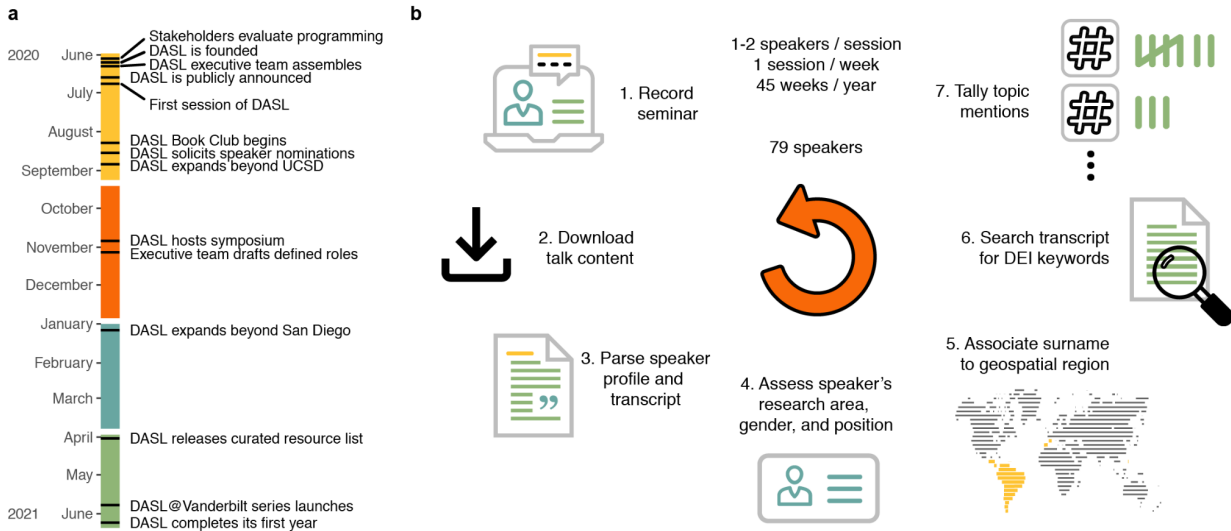 a
2020
June
July
August
September
October
November
December
January
February
March
April
May
2021
June
Stakeholders evaluate programming
DASL is founded
DASL executive team assembles
DASL is publicly announced
First session of DASL
DASL Book Club begins
DASL solicits speaker nominations
DASL expands beyond UCSD
DASL hosts symposium
Executive team drafts defined roles
DASL expands beyond San Diego
DASL releases curated resource list
DASL@Vanderbilt series launches
DASL completes its first year
b
1. Record
seminar
2. Download
talk content
3. Parse speaker
profile and
transcript
4. Assess speaker’s
research area,
gender, and position
5. Associate surname
to geospatial region
6. Search transcript
for DEI keywords
7. Tally topic
mentions
#
#
1-2 speakers / session
1 session / week
45 weeks / year
79 speakers